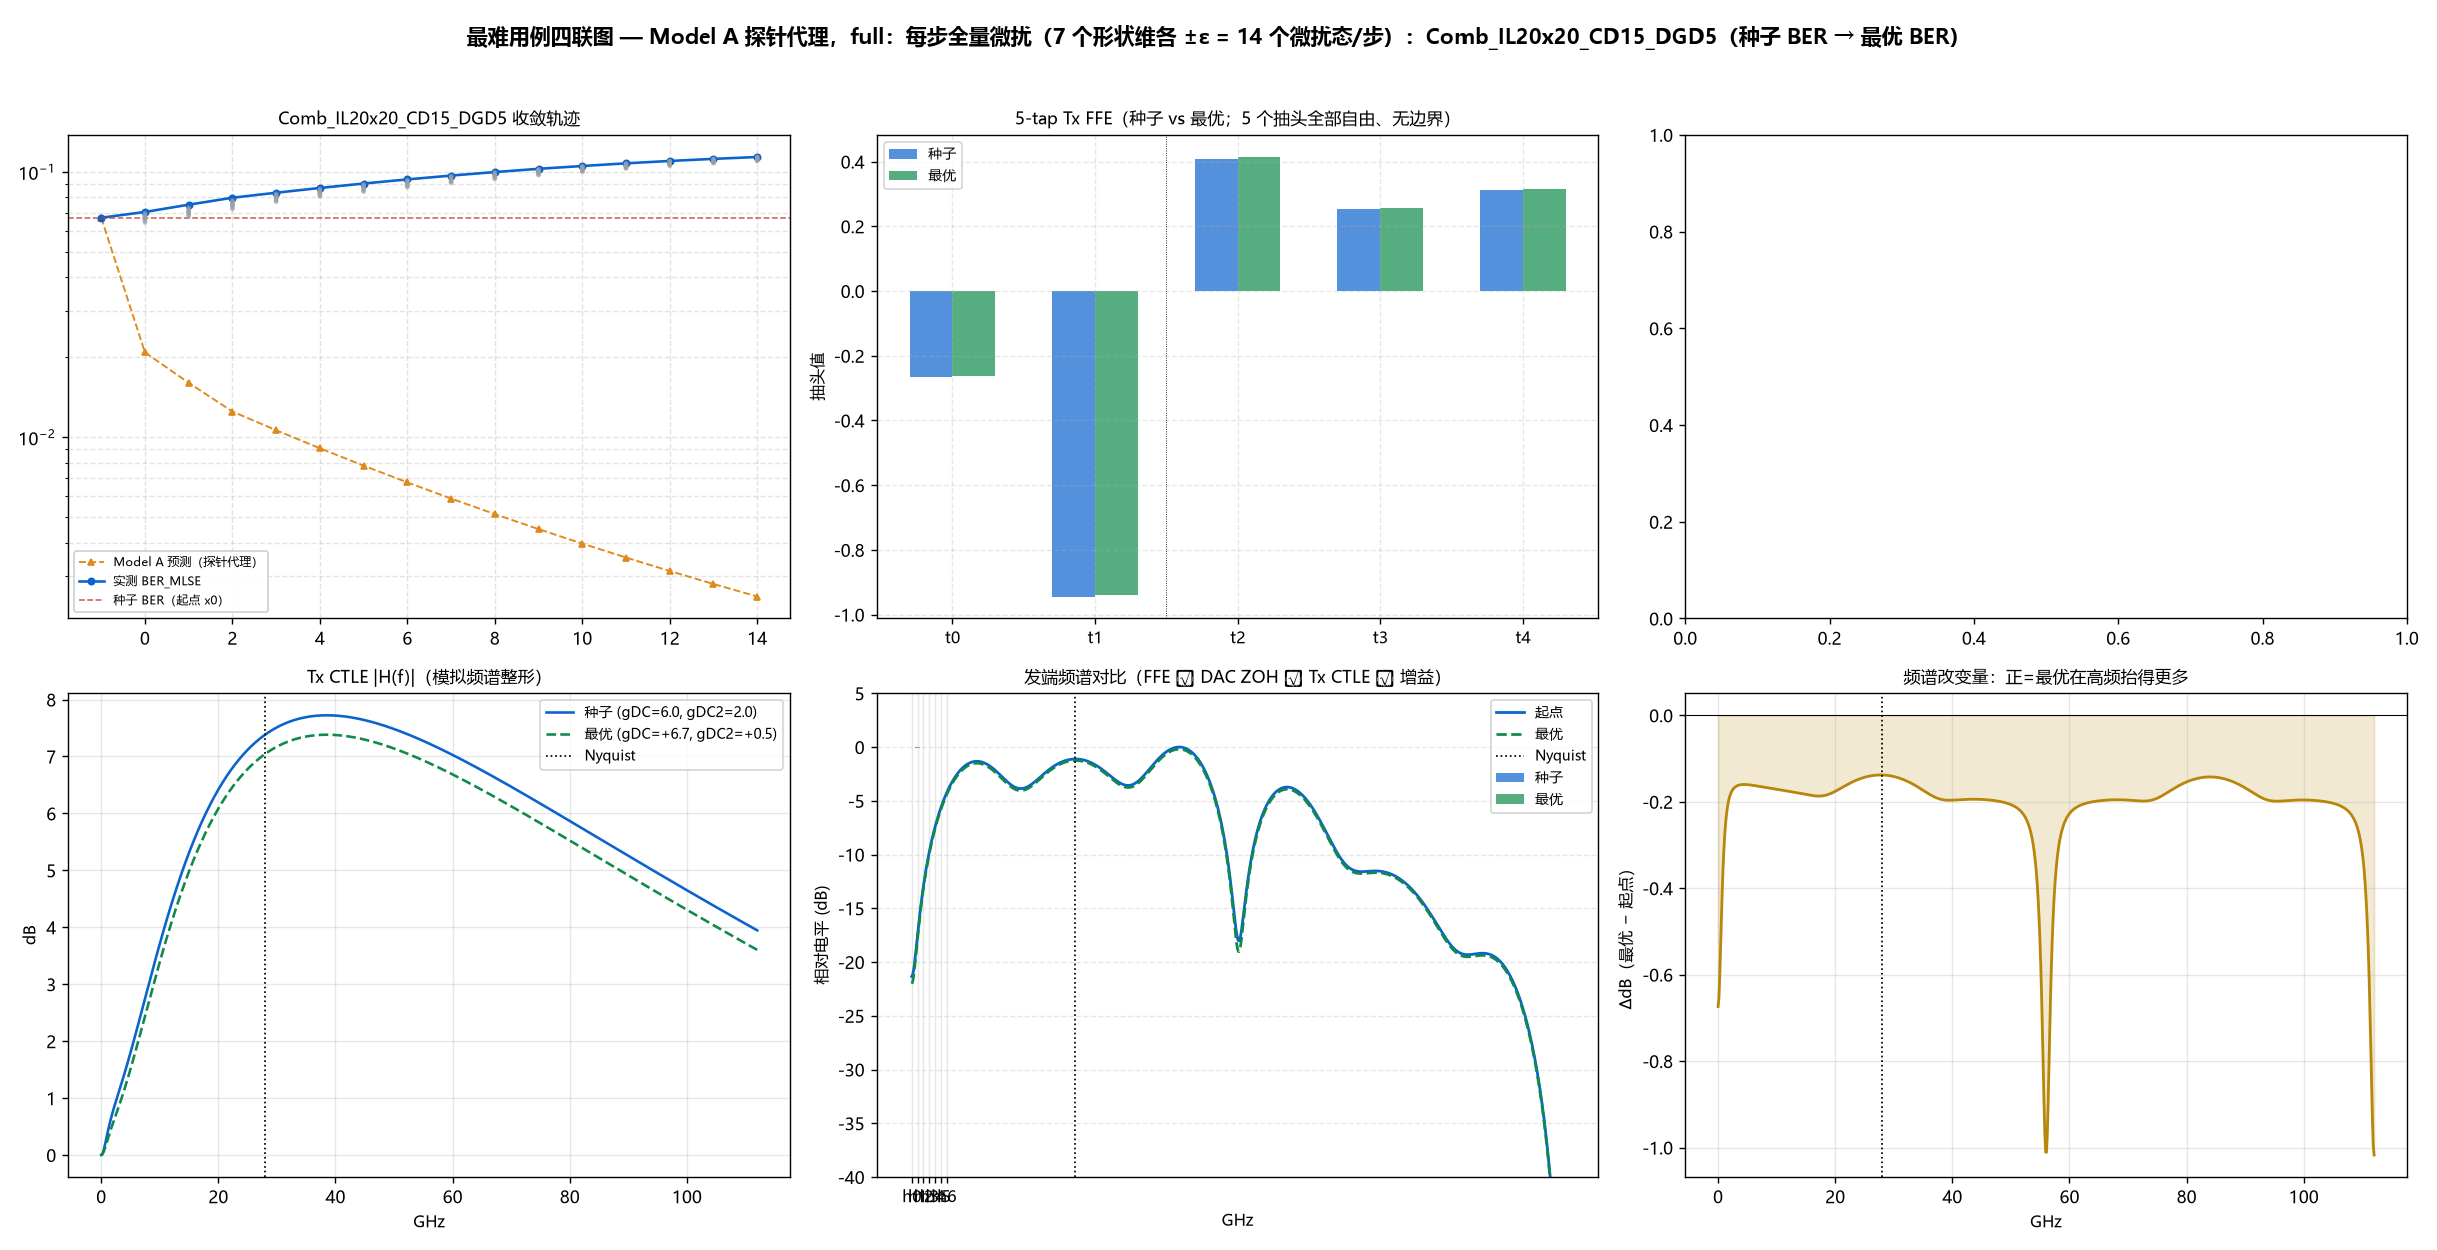 最难用例四联图 — Model A 探针代理，full：每步全量微扰（7 个形状维各 ±ε = 14 个微扰态/步）：Comb_IL20x20_CD15_DGD5（种子 BER → 最优 BER）
Comb_IL20x20_CD15_DGD5 收敛轨迹
10⁻¹
10⁻²
Model A 预测（探针代理）
实测 BER_MLSE
种子 BER（起点 x0）
0 2 4 6 8 10 12 14
5-tap Tx FFE（种子 vs 最优；5 个抽头全部自由、无边界）
种子
最优
抽头值
0.4
0.2
0.0
-0.2
-0.4
-0.6
-0.8
-1.0
t0 t1 t2 t3 t4
1.0
0.8
0.6
0.4
0.2
0.0
0.0 0.2 0.4 0.6 0.8 1.0
Tx CTLE |H(f)|（模拟频谱整形）
种子 (gDC=6.0, gDC2=2.0)
最优 (gDC=+6.7, gDC2=+0.5)
Nyquist
dB
8
7
6
5
4
3
2
1
0
0 20 40 60 80 100
GHz
发端频谱对比（FFE DAC ZOH Tx CTLE 增益）
起点
最优
Nyquist
种子
最优
相对电平 (dB)
5
0
-5
-10
-15
-20
-25
-30
-35
-40
GHz
频谱改变量：正=最优在高频抬得更多
ΔdB（最优 − 起点）
0.0
-0.2
-0.4
-0.6
-0.8
-1.0
0 20 40 60 80 100
GHz